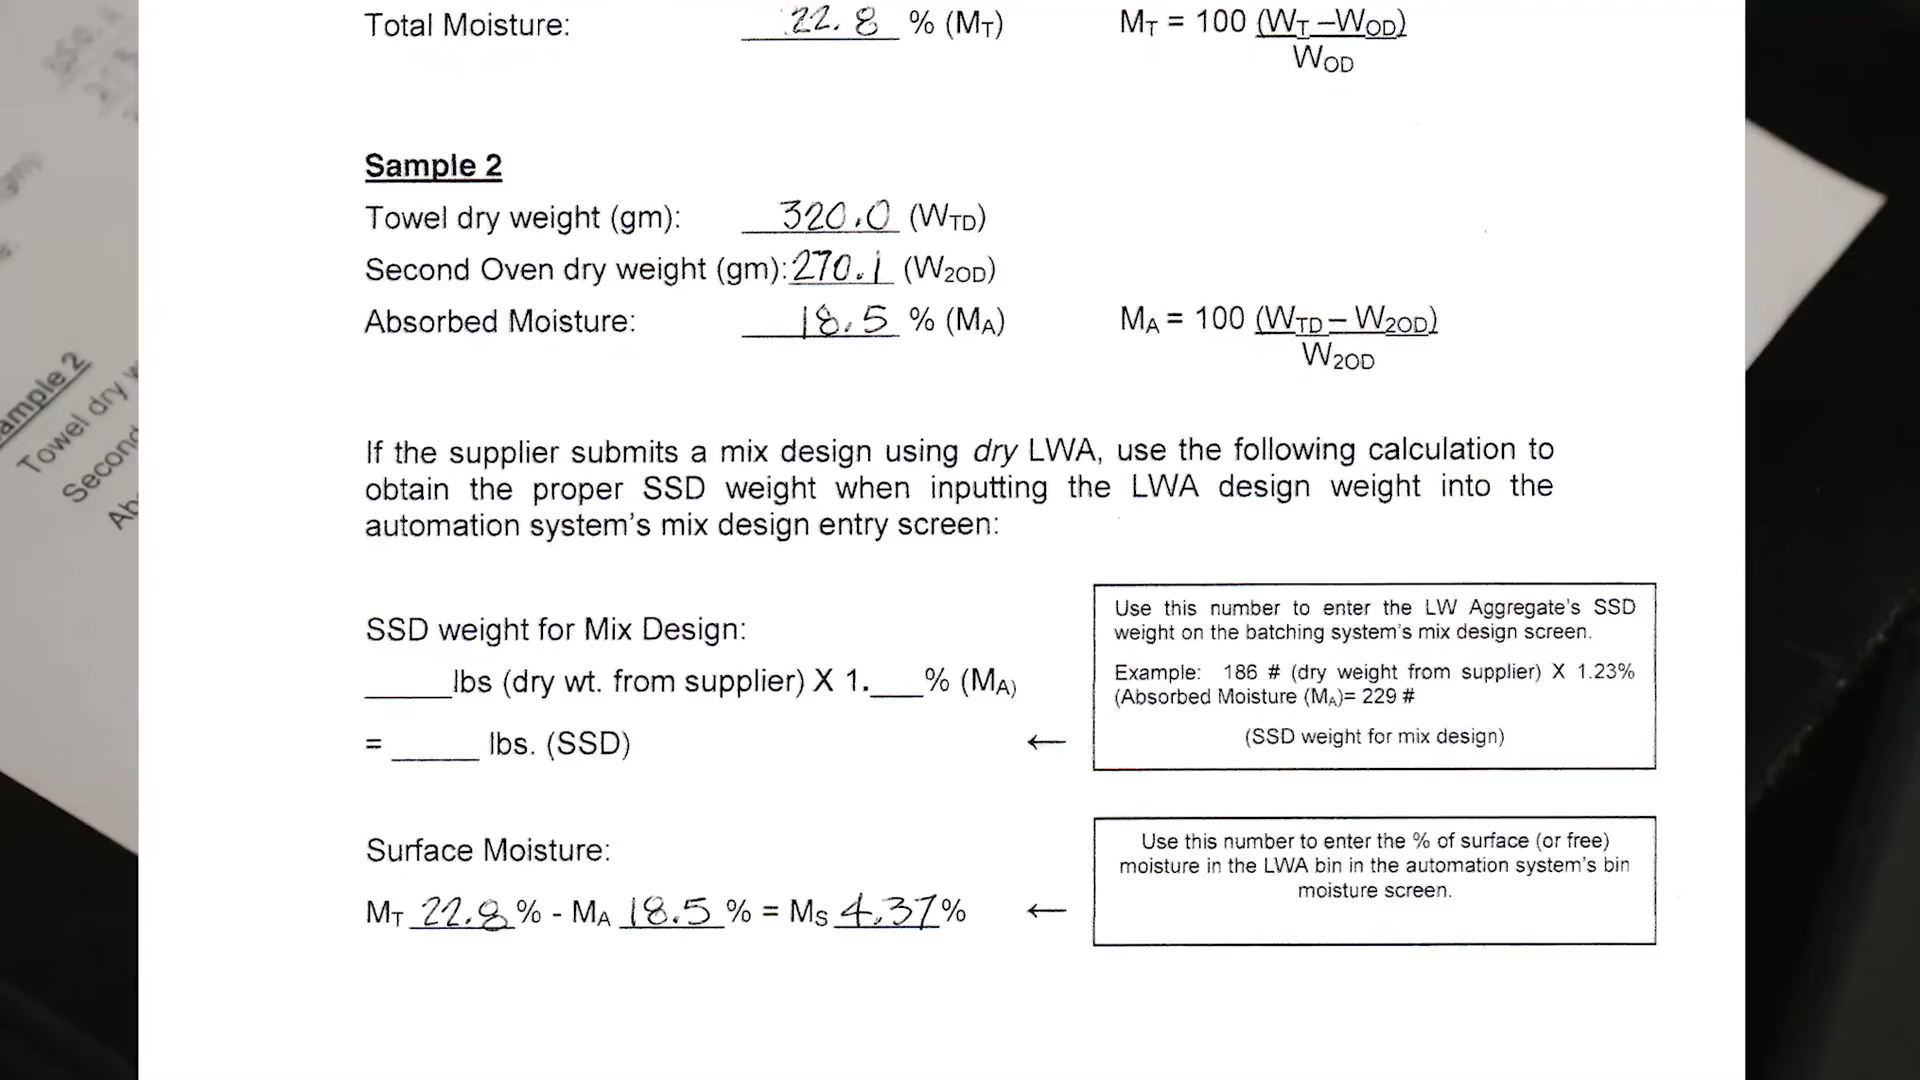 Total Moisture: 22.8 % (MT) MT = 100 (WT – WOD)
WOD
Sample 2
Towel dry weight (gm): 320.0 (WTD)
Second Oven dry weight (gm): 270.1 (W2OD)
Absorbed Moisture: 18.5 % (MA) MA = 100 (WTD – W2OD)
W2OD
If the supplier submits a mix design using dry LWA, use the following calculation to
obtain the proper SSD weight when inputting the LWA design weight into the
automation system's mix design entry screen:
SSD weight for Mix Design:
_____lbs (dry wt. from supplier) X 1.___% (MA)
= _____ lbs. (SSD) ←
Use this number to enter the LW Aggregate's SSD
weight on the batching system's mix design screen.
Example: 186 # (dry weight from supplier) X 1.23%
(Absorbed Moisture (MA)= 229 #
(SSD weight for mix design)
Surface Moisture:
MT 22.8 % - MA 18.5 % = MS 4.37 % ←
Use this number to enter the % of surface (or free)
moisture in the LWA bin in the automation system's bin
moisture screen.
ample 2
Towel dry w
Second
Ab